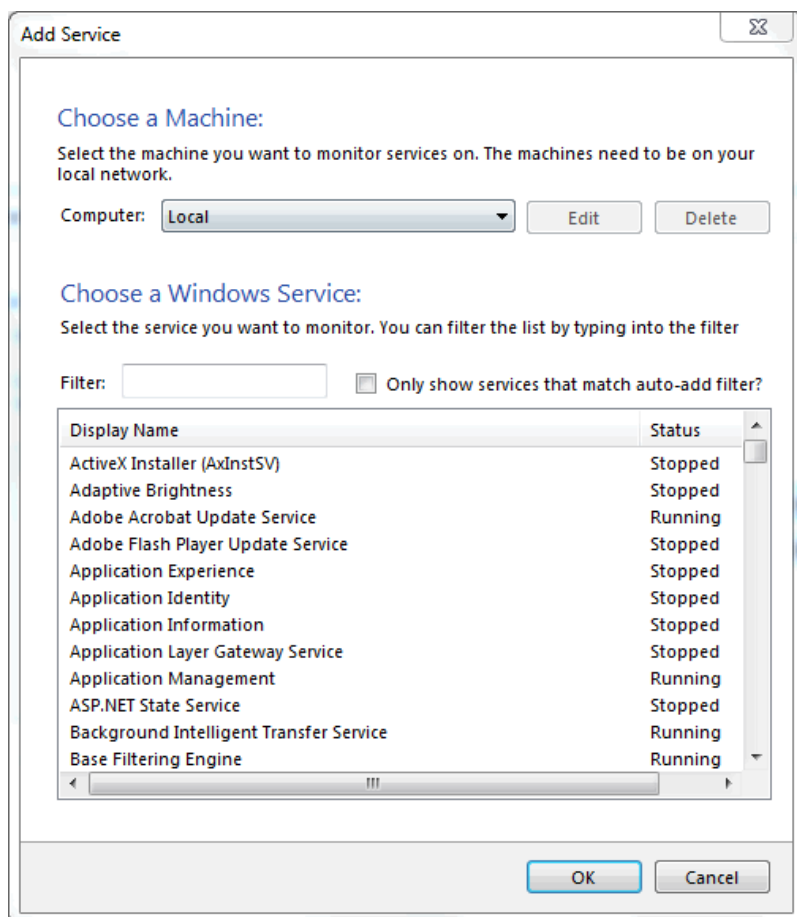 Add Service
Choose a Machine:
Select the machine you want to monitor services on. The machines need to be on your
local network.
Computer: Local Edit Delete
Choose a Windows Service:
Select the service you want to monitor. You can filter the list by typing into the filter
Filter: Only show services that match auto-add filter?
Display Name Status
ActiveX Installer (AxInstSV) Stopped
Adaptive Brightness Stopped
Adobe Acrobat Update Service Running
Adobe Flash Player Update Service Stopped
Application Experience Stopped
Application Identity Stopped
Application Information Stopped
Application Layer Gateway Service Stopped
Application Management Running
ASP.NET State Service Stopped
Background Intelligent Transfer Service Running
Base Filtering Engine Running
OK Cancel